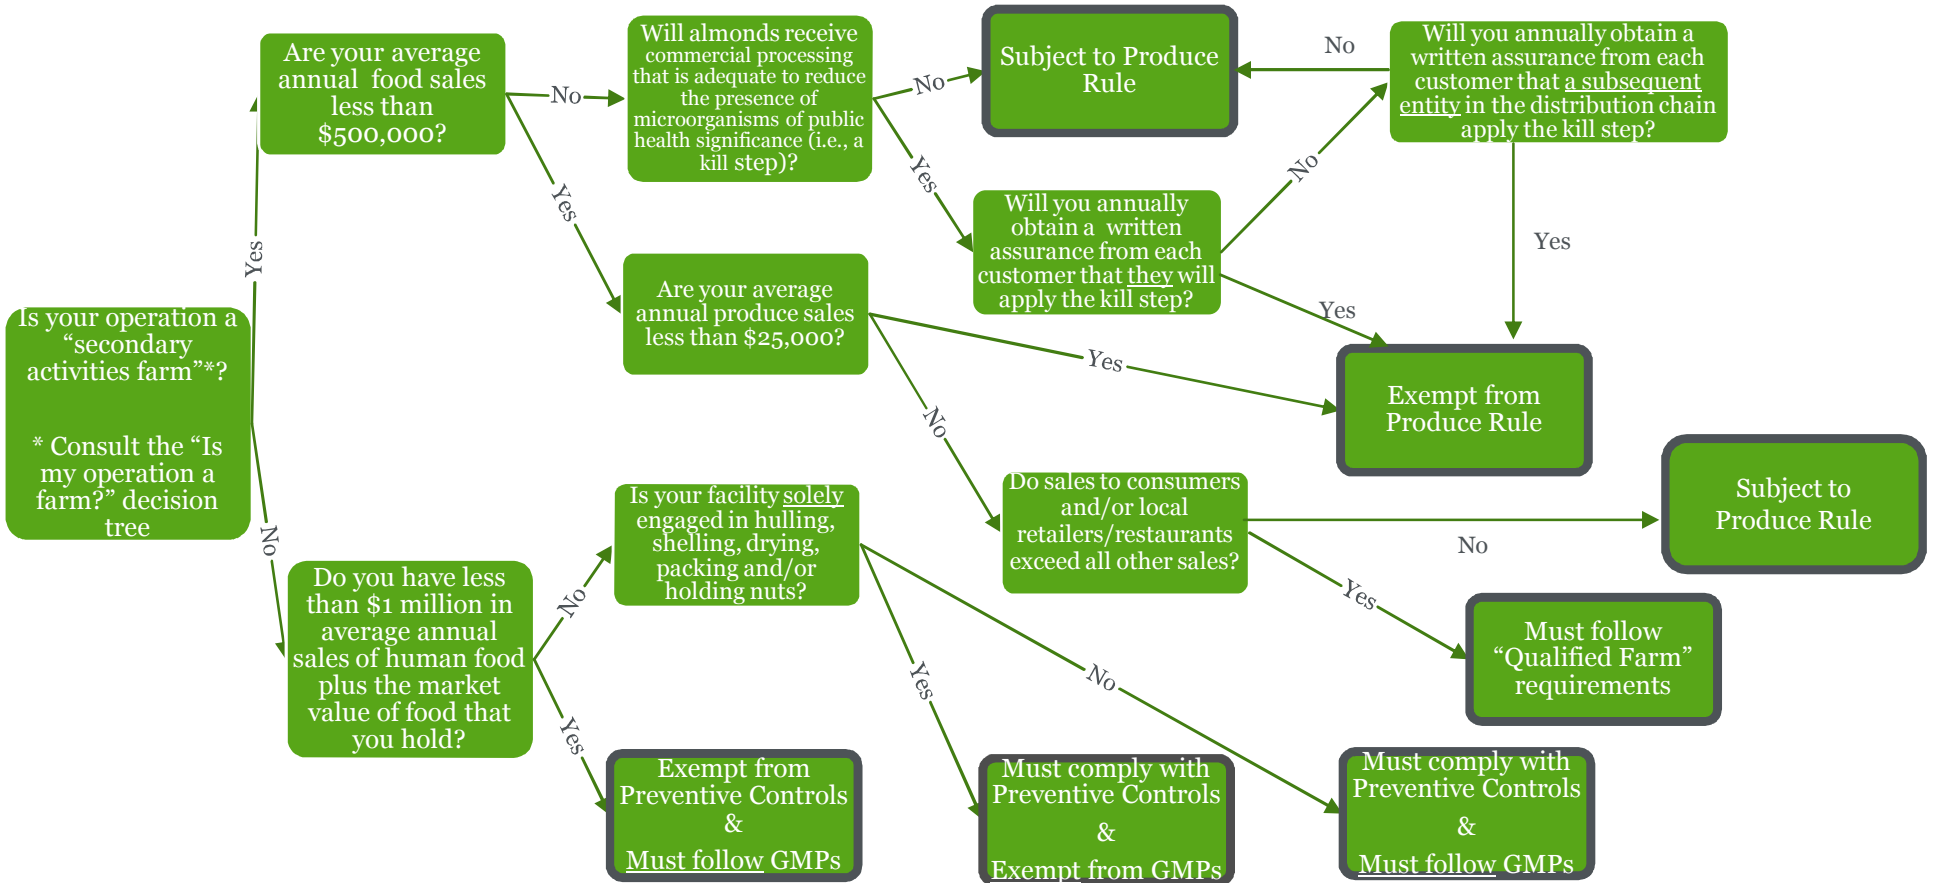 Is your operation a
“secondary
activities farm”*?
* Consult the “Is
my operation a
farm?” decision
tree
Yes
No
Are your average
annual food sales
less than
$500,000?
No
Yes
Will almonds receive
commercial processing
that is adequate to reduce
the presence of
microorganisms of public
health significance (i.e., a
kill step)?
No
Yes
Subject to Produce
Rule
No
Will you annually obtain a
written assurance from each
customer that a subsequent
entity in the distribution chain
apply the kill step?
Yes
Will you annually
obtain a written
assurance from each
customer that they will
apply the kill step?
No
Yes
Are your average
annual produce sales
less than $25,000?
Yes
No
Exempt from
Produce Rule
Do sales to consumers
and/or local
retailers/restaurants
exceed all other sales?
No
Yes
Subject to
Produce Rule
Must follow
“Qualified Farm”
requirements
Do you have less
than $1 million in
average annual
sales of human food
plus the market
value of food that
you hold?
No
Yes
Is your facility solely
engaged in hulling,
shelling, drying,
packing and/or
holding nuts?
Yes
No
Exempt from
Preventive Controls
&
Must follow GMPs
Must comply with
Preventive Controls
&
Exempt from GMPs
Must comply with
Preventive Controls
&
Must follow GMPs